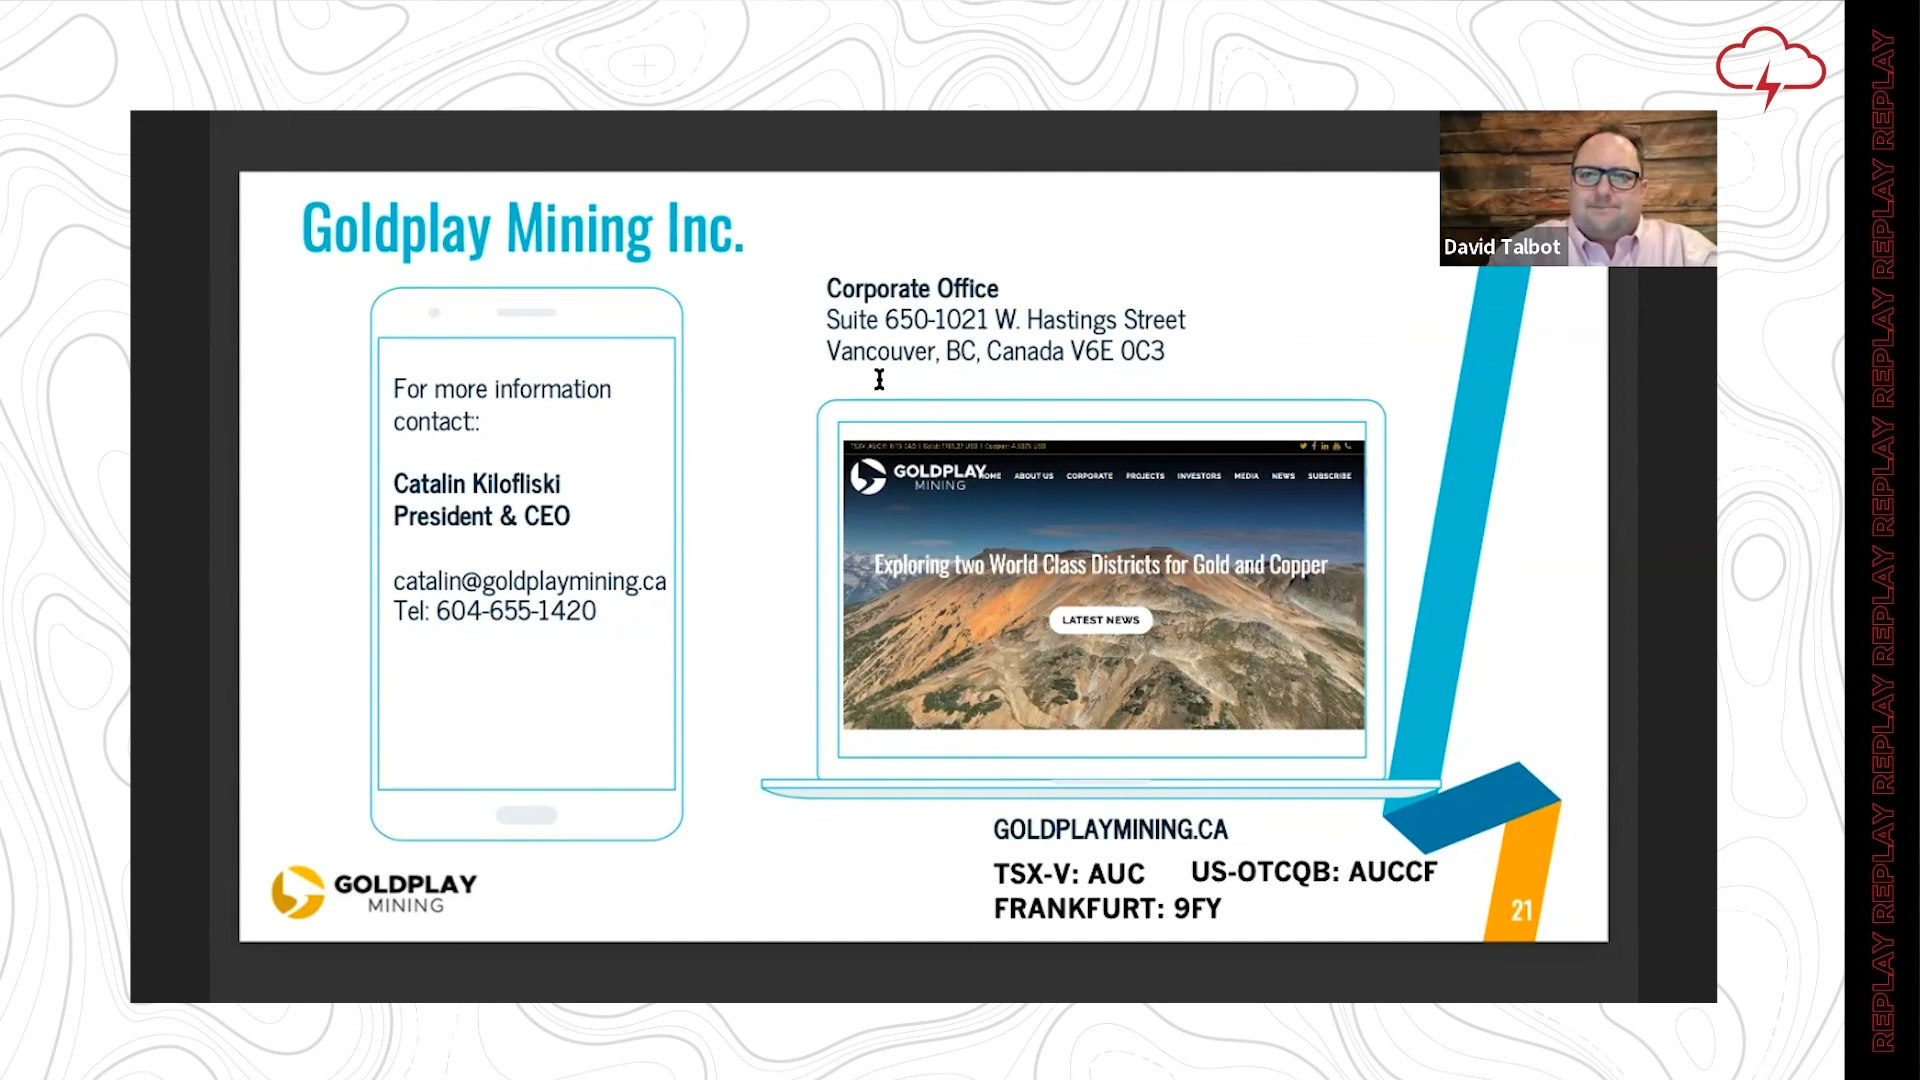 Goldplay Mining Inc.
David Talbot
Corporate Office
Suite 650-1021 W. Hastings Street
Vancouver, BC, Canada V6E 0C3
For more information
contact::
Catalin Kilofliski
President & CEO
catalin@goldplaymining.ca
Tel: 604-655-1420
GOLDPLAY
MINING
HOME ABOUT US CORPORATE PROJECTS INVESTORS MEDIA NEWS SUBSCRIBE
Exploring two World Class Districts for Gold and Copper
LATEST NEWS
GOLDPLAYMINING.CA
TSX-V: AUC US-OTCQB: AUCCF
FRANKFURT: 9FY
GOLDPLAY
MINING
21
REPLAY REPLAY REPLAY REPLAY REPLAY REPLAY REPLAY REPLAY